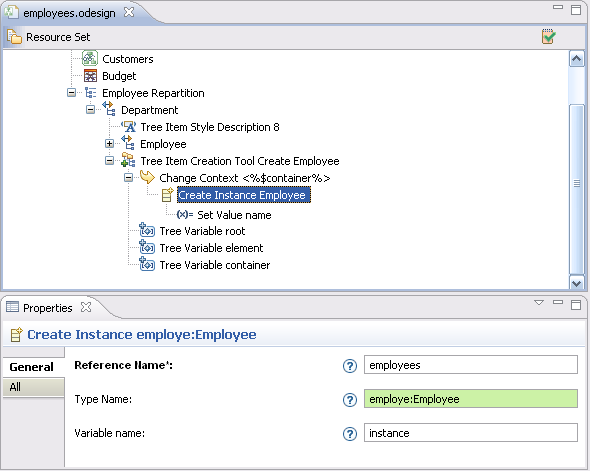 employees.odesign
Resource Set
Customers
Budget
Employee Repartition
Department
Tree Item Style Description 8
Employee
Tree Item Creation Tool Create Employee
Change Context <%$container%>
Create Instance Employee
Set Value name
Tree Variable root
Tree Variable element
Tree Variable container
Properties
Create Instance employe:Employee
General
All
Reference Name*:
employees
Type Name:
employe:Employee
Variable name:
instance